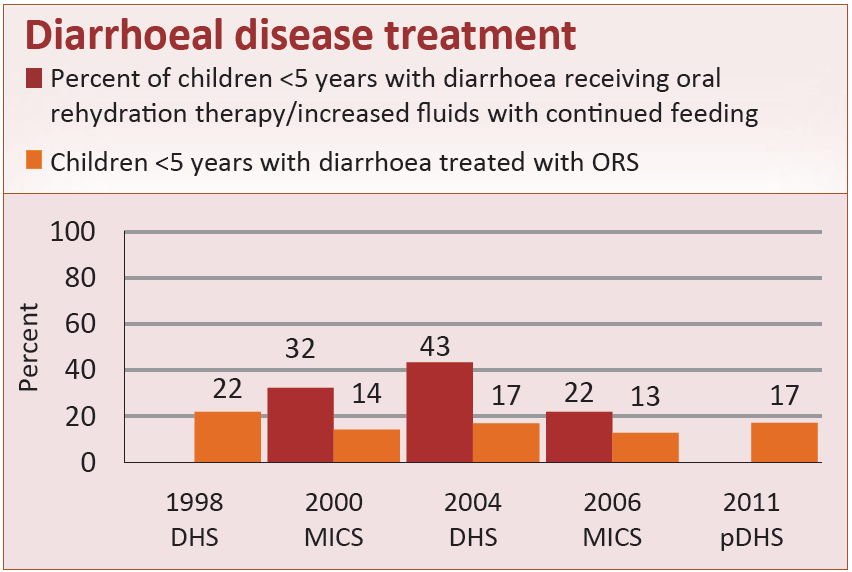 Diarrhoeal disease treatment
Percent of children <5 years with diarrhoea receiving oral
rehydration therapy/increased fluids with continued feeding
Children <5 years with diarrhoea treated with ORS
Percent
100
80
60
40
20
0
22
32
14
43
17
22
13
17
1998
DHS
2000
MICS
2004
DHS
2006
MICS
2011
pDHS